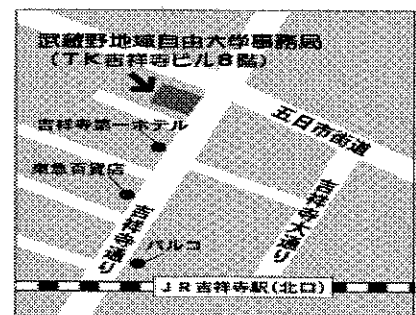 武蔵野地域自由大学事務局
(TK吉祥寺ビル8階)
五日市街道
吉祥寺第一ホテル
東急百貨店
吉祥寺通り
吉祥寺大通り
パルコ
JR吉祥寺駅(北口)